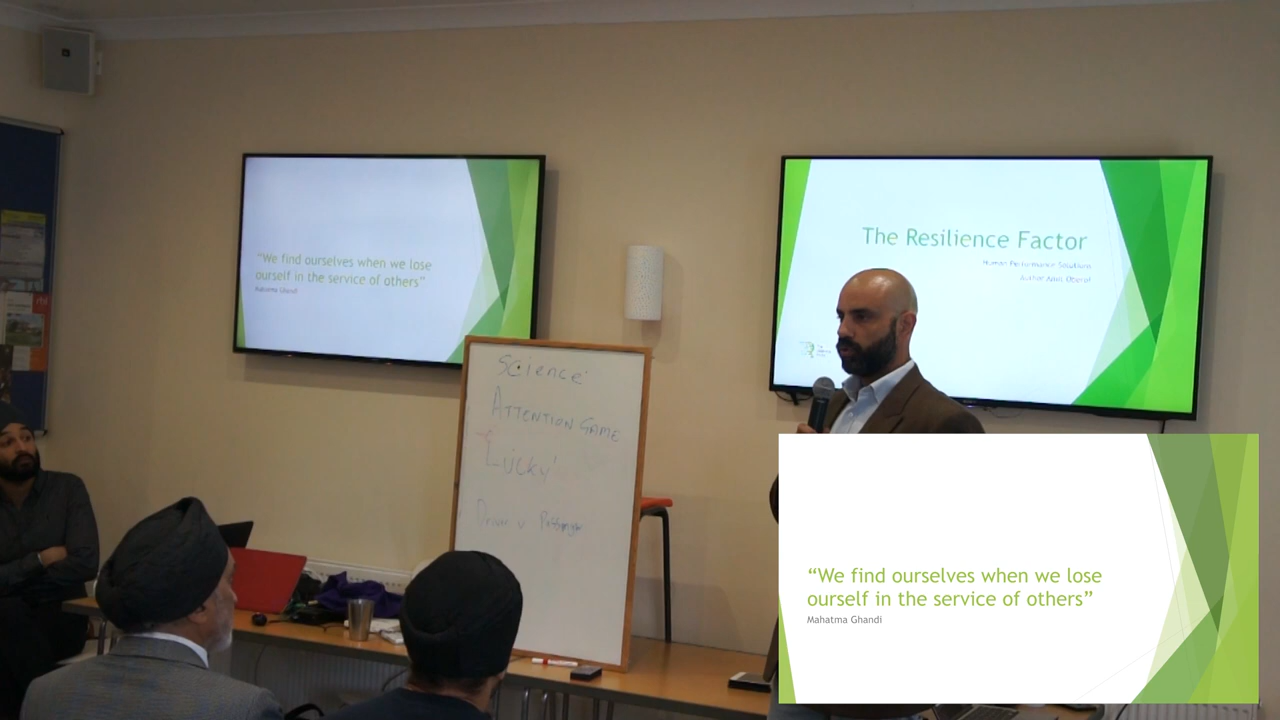 “We find ourselves when we lose
ourself in the service of others”
Mahatma Ghandi
The Resilience Factor
Human Performance Solutions
Science
ATTENTION GAME
Lucky
Driver v
“We find ourselves when we lose
ourself in the service of others”
Mahatma Ghandi